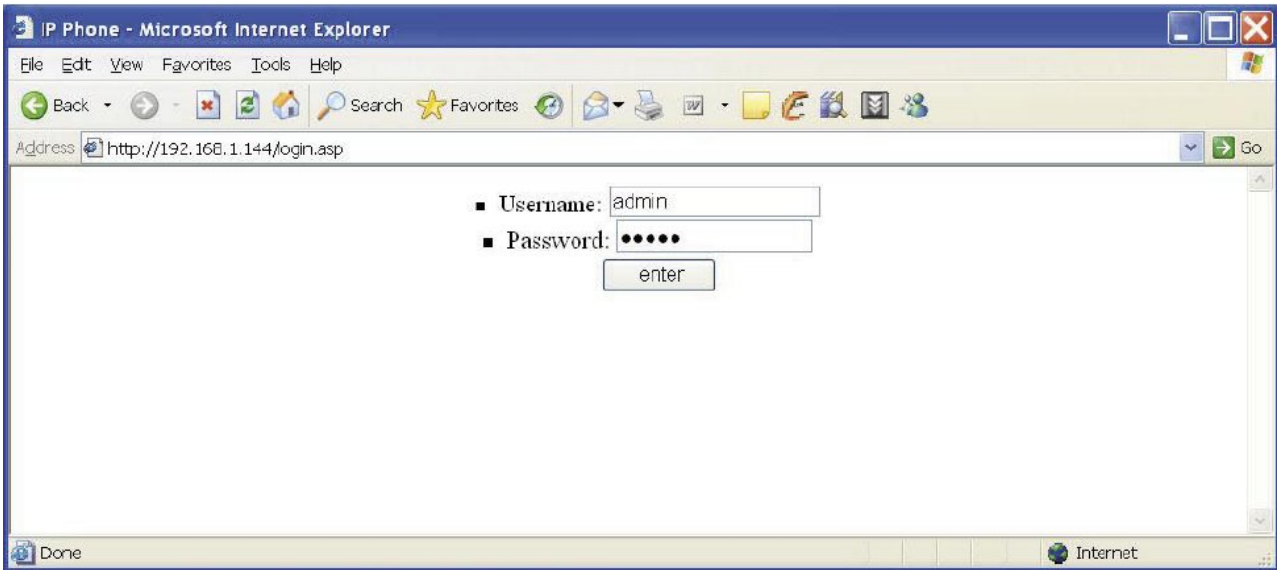 IP Phone - Microsoft Internet Explorer
File Edit View Favorites Tools Help
Back Search Favorites
Address http://192.168.1.144/login.asp Go
Username: admin
Password: •••••
enter
Done Internet